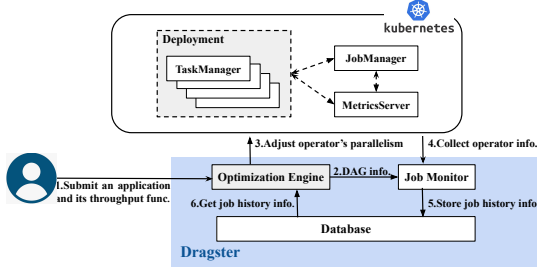 kubernetes
Deployment
TaskManager
JobManager
MetricsServer
3.Adjust operator's parallelism
4.Collect operator info.
1.Submit an application
and its throughput func.
Optimization Engine
2.DAG info.
Job Monitor
6.Get job history info.
5.Store job history info
Database
Dragster